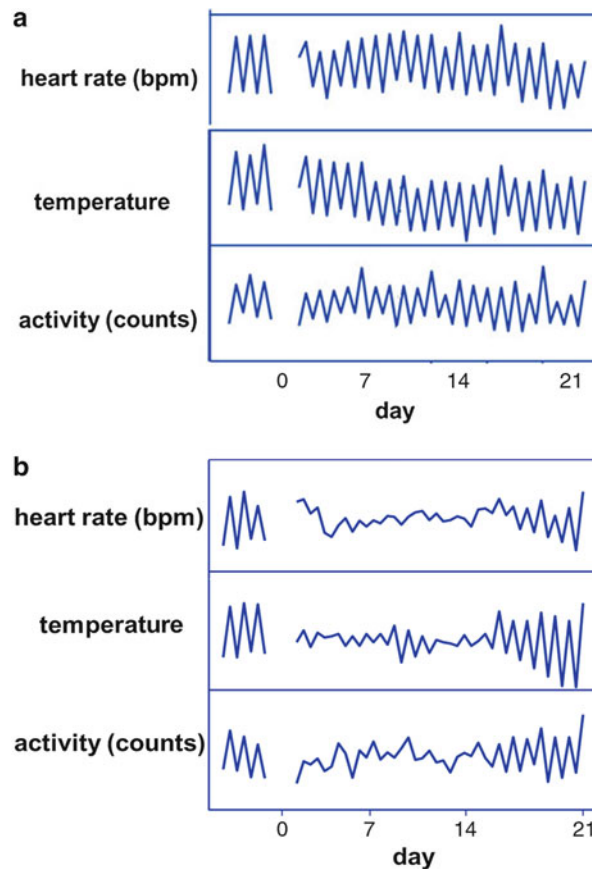 a
heart rate (bpm)
temperature
activity (counts)
0 7 14 21
day
b
heart rate (bpm)
temperature
activity (counts)
0 7 14 21
day